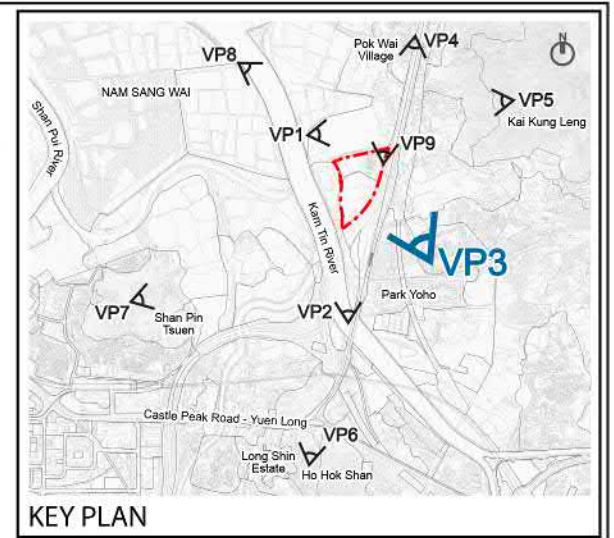 N
Pok Wai
Village
VP4
VP8
NAM SANG WAI
VP5
Kai Kung Leng
Shan Pui River
VP1
VP9
Kam Tin River
VP3
Park Yoho
VP7
Shan Pin
Tsuen
VP2
Castle Peak Road - Yuen Long
VP6
Long Shin
Estate
Ho Hok Shan
KEY PLAN